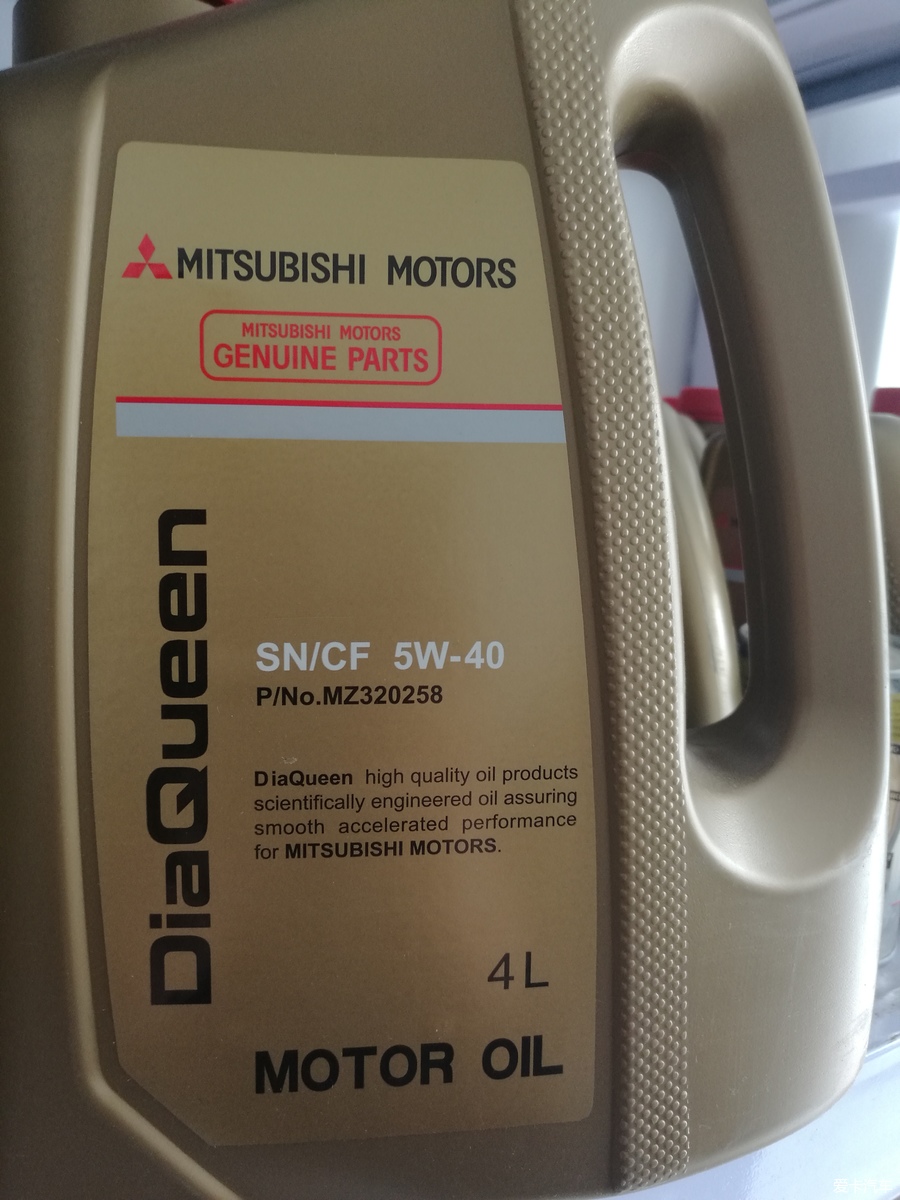 MITSUBISHI MOTORS
MITSUBISHI MOTORS
GENUINE PARTS
DiaQueen
SN/CF 5W-40
P/No.MZ320258
DiaQueen high quality oil products
scientifically engineered oil assuring
smooth accelerated performance
for MITSUBISHI MOTORS.
4L
MOTOR OIL